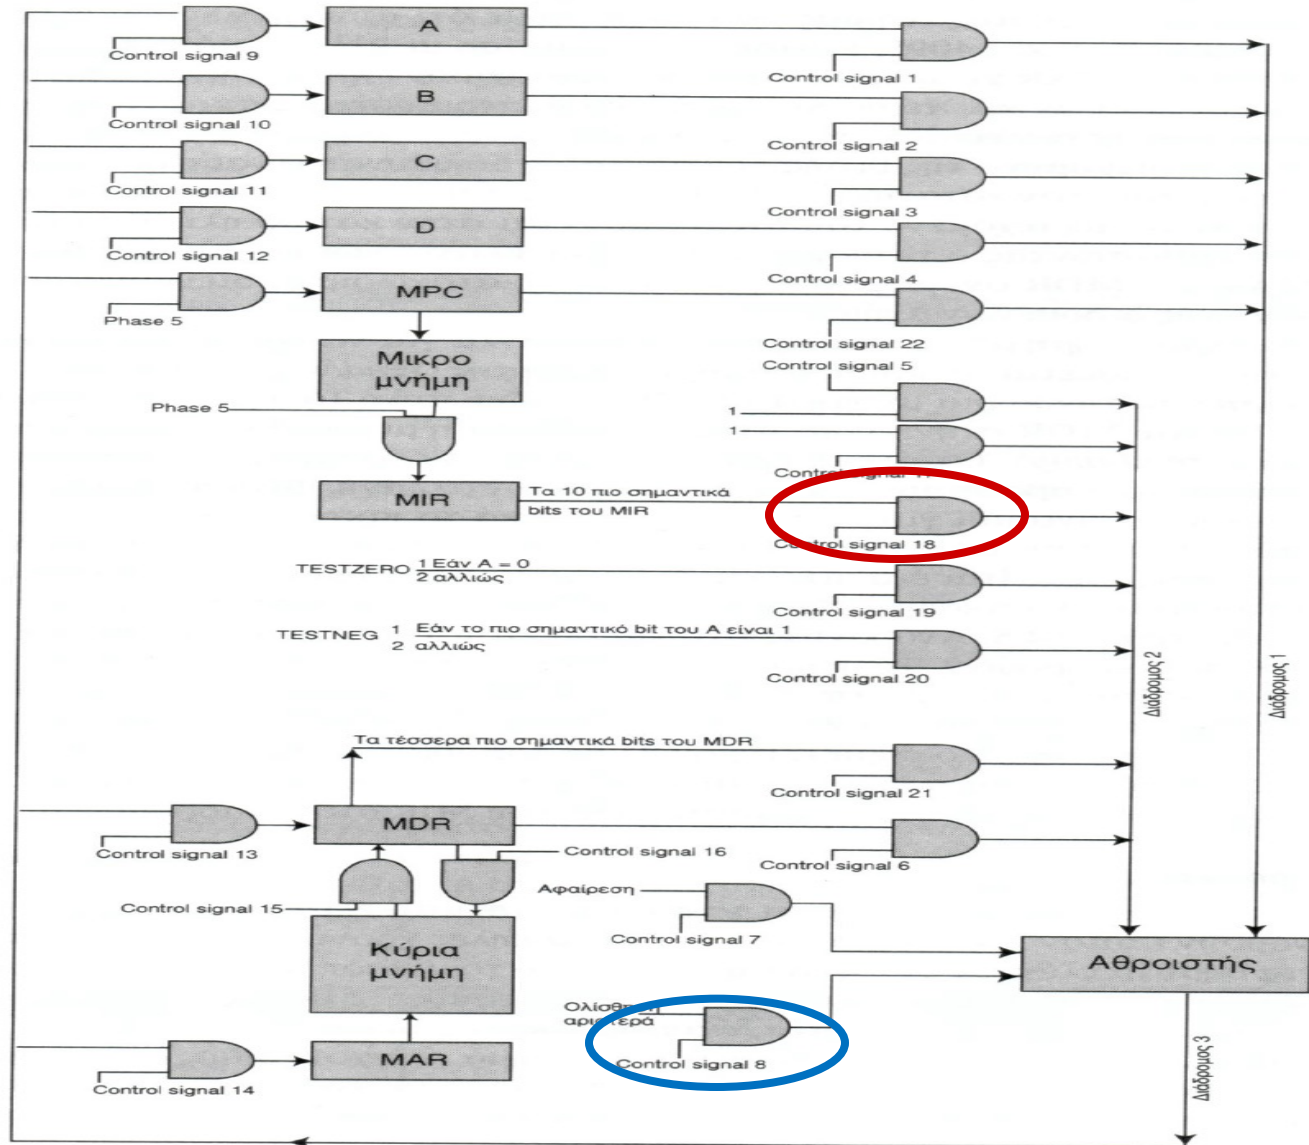 A
Control signal 9
Control signal 1
B
Control signal 10
Control signal 2
C
Control signal 11
Control signal 3
D
Control signal 12
Control signal 4
MPC
Phase 5
Control signal 22
Μικρο
μνήμη
Control signal 5
Phase 5
1
1
Control signal
MIR
Τα 10 πιο σημαντικά
bits του MIR
Control signal 18
TESTZERO 1 Εάν A = 0
2 αλλιώς
Control signal 19
TESTNEG 1 Εάν το πιο σημαντικό bit του A είναι 1
2 αλλιώς
Control signal 20
Διάδρομος 2
Διάδρομος 1
Τα τέσσερα πιο σημαντικά bits του MDR
Control signal 21
MDR
Control signal 13
Control signal 16
Control signal 6
Αφαίρεση
Control signal 15
Control signal 7
Κύρια
μνήμη
Αθροιστής
Ολίσθηση
αριστερά
Control signal 8
MAR
Control signal 14
Διάδρομος 3